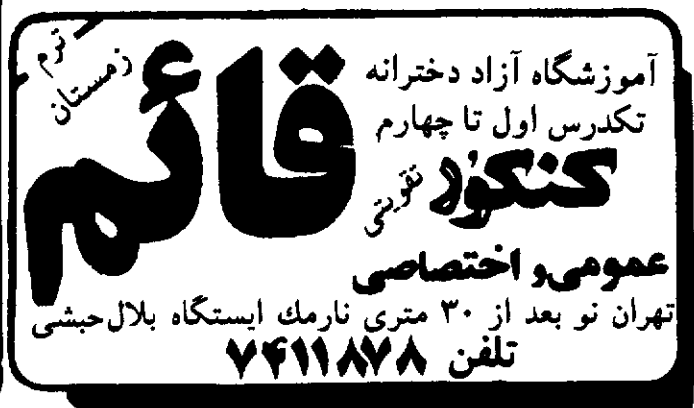 ترم
زمستان
آموزشگاه آزاد دخترانه
تکدرس اول تا چهارم
قائم
کنکور
تقویتی
عمومی و اختصاصی
تهران نو بعد از ۳۰ متری نارمك ایستگاه بلال حبشی
تلفن ۷۴۱۱۸۷۸